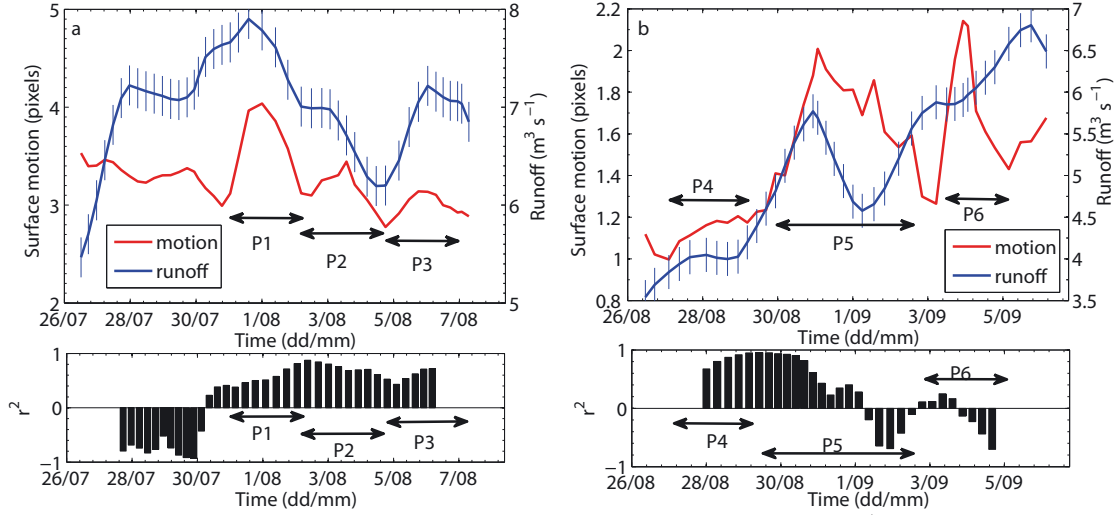 a
Surface motion (pixels)
5
4
3
2
8
7
6
5
Runoff (m³ s⁻¹)
P1
P2
P3
motion
runoff
26/07 28/07 30/07 1/08 3/08 5/08 7/08
Time (dd/mm)
r²
1
0
−1
P1
P2
P3
26/07 28/07 30/07 1/08 3/08 5/08 7/08
Time (dd/mm)
b
Surface motion (pixels)
2.2
2
1.8
1.6
1.4
1.2
1
0.8
7
6.5
6
5.5
5
4.5
4
3.5
Runoff (m³ s⁻¹)
P4
P5
P6
motion
runoff
26/08 28/08 30/08 1/09 3/09 5/09
Time (dd/mm)
r²
1
0
−1
P6
P4
P5
26/08 28/08 30/08 1/09 3/09 5/09
Time (dd/mm)